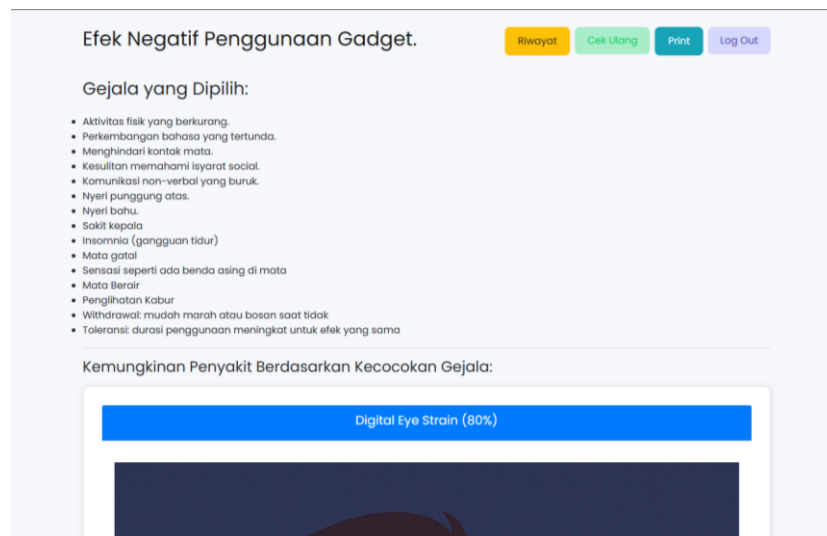 Efek Negatif Penggunaan Gadget.
Riwayat
Cek Ulang
Print
Log Out
Gejala yang Dipilih:
Aktivitas fisik yang berkurang.
Perkembangan bahasa yang tertunda.
Menghindari kontak mata.
Kesulitan memahami isyarat social.
Komunikasi non-verbal yang buruk.
Nyeri punggung atas.
Nyeri bahu.
Sakit kepala
Insomnia (gangguan tidur)
Mata gatal
Sensasi seperti ada benda asing di mata
Mata Berair
Penglihatan Kabur
Withdrawal: mudah marah atau bosan saat tidak
Toleransi: durasi penggunaan meningkat untuk efek yang sama
Kemungkinan Penyakit Berdasarkan Kecocokan Gejala:
Digital Eye Strain (80%)